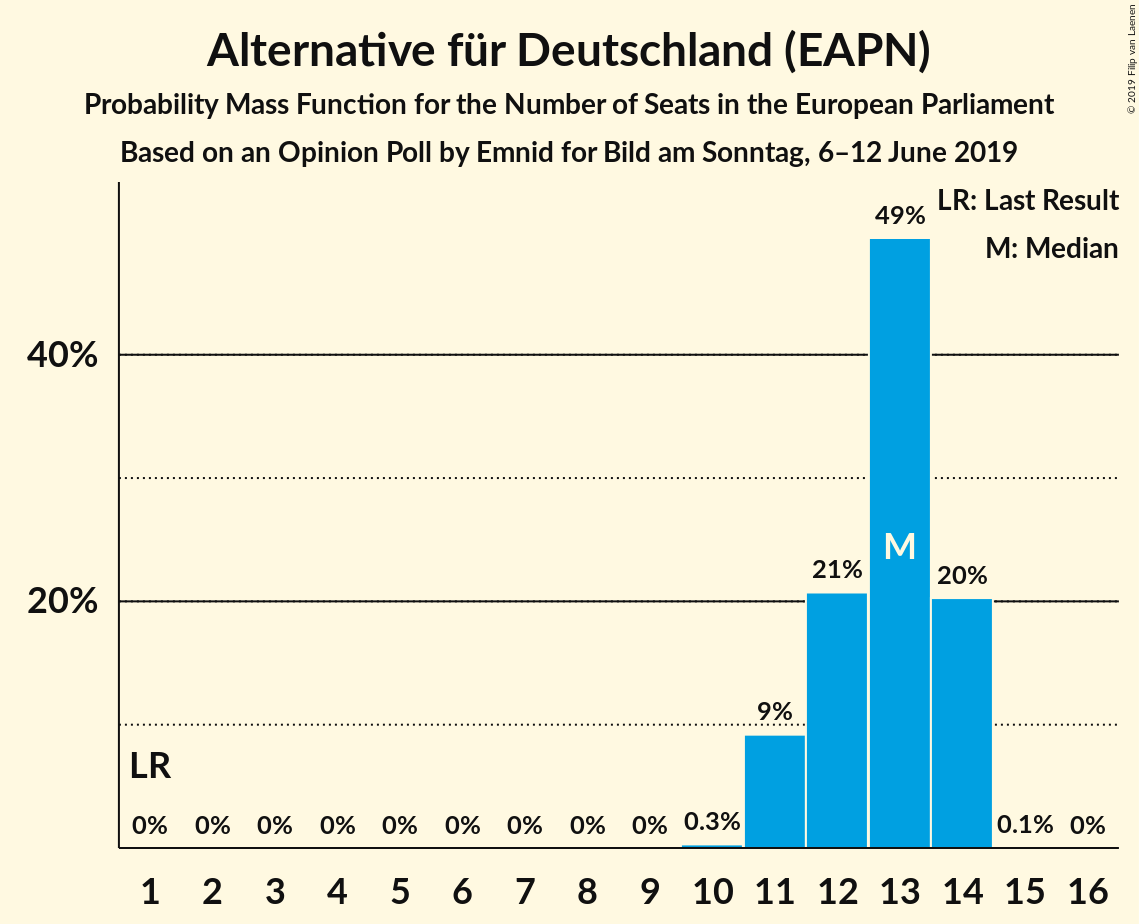 Alternative für Deutschland (EAPN)
Probability Mass Function for the Number of Seats in the European Parliament
Based on an Opinion Poll by Emnid for Bild am Sonntag, 6–12 June 2019
© 2019 Filip van Laenen
LR: Last Result
M: Median
49%
40%
M
21%
20%
20%
9%
LR
0% 0% 0% 0% 0% 0% 0% 0% 0% 0.3% 0.1% 0%
1 2 3 4 5 6 7 8 9 10 11 12 13 14 15 16